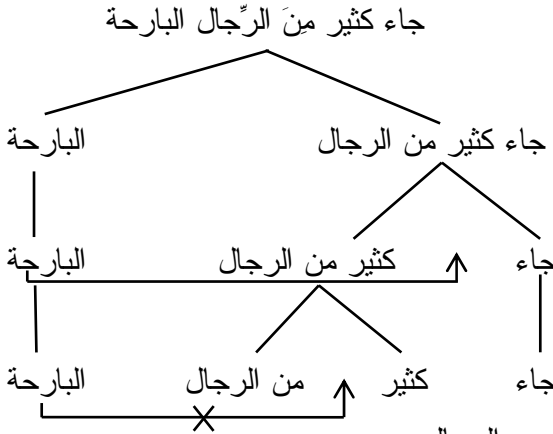 جاء كثير مِنَ الرِّجال البارحة
جاء كثير من الرجال البارحة
جاء كثير من الرجال البارحة
جاء كثير من الرجال البارحة